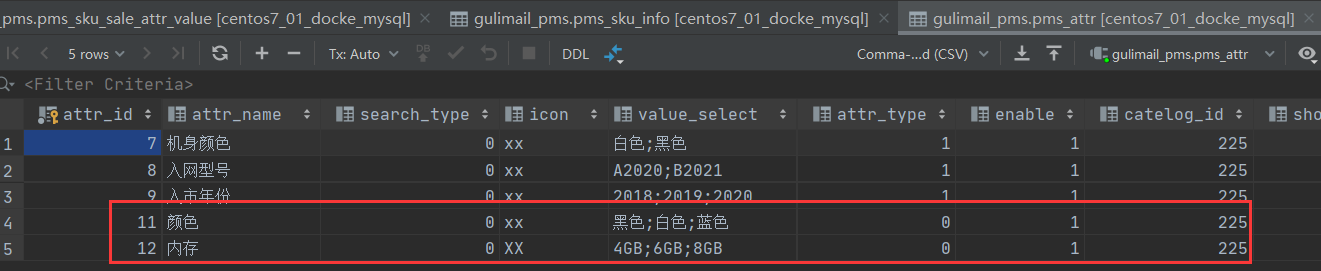 _pms.pms_sku_sale_attr_value [centos7_01_docke_mysql] gulimail_pms.pms_sku_info [centos7_01_docke_mysql] gulimail_pms.pms_attr [centos7_01_docke_mysql]
5 rows Tx: Auto DB DDL Comma-...d (CSV) gulimail_pms.pms_attr
<Filter Criteria>
attr_id attr_name search_type icon value_select attr_type enable catelog_id sho
1 7 机身颜色 0 xx 白色;黑色 1 1 225
2 8 入网型号 0 xx A2020;B2021 1 1 225
3 9 入市年份 0 xx 2018;2019;2020 1 1 225
4 11 颜色 0 xx 黑色;白色;蓝色 0 1 225
5 12 内存 0 XX 4GB;6GB;8GB 0 1 225